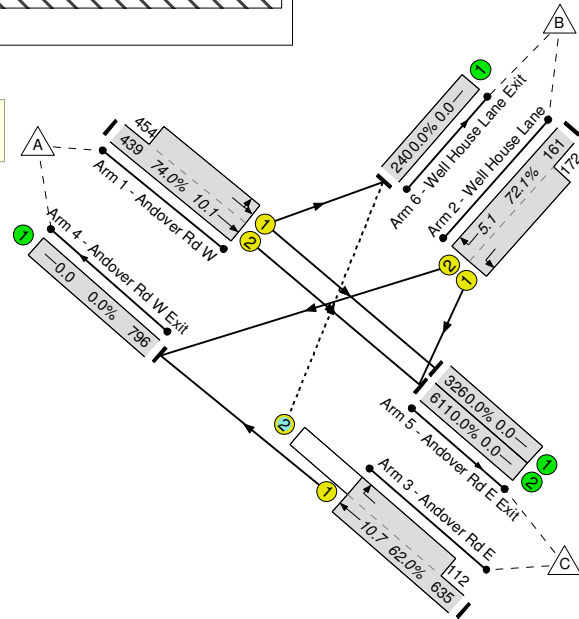 B
A
454
439 74.0% 10.1
1
2
Arm 1 - Andover Rd W
1
240 0.0% 0.0
Arm 6 - Well House Lane Exit
Arm 2 - Well House Lane
5.1 72.1% 161
172
2
1
Arm 4 - Andover Rd W Exit
1
0.0 0.0% 796
326 0.0% 0.0
611 0.0% 0.0
1
2
Arm 5 - Andover Rd E Exit
2
1
Arm 3 - Andover Rd E
112
10.7 62.0% 635
C